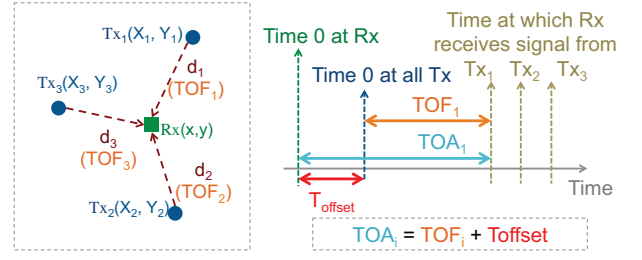 Tx₁(X₁, Y₁)
d₁
(TOF₁)
Tx₃(X₃, Y₃)
Rx(x,y)
d₃
(TOF₃)
d₂
(TOF₂)
Tx₂(X₂, Y₂)
Time 0 at Rx
Time at which Rx
receives signal from
Time 0 at all Tx
Tx₁ Tx₂ Tx₃
TOF₁
TOA₁
Time
Toffset
TOAᵢ = TOFᵢ + Toffset